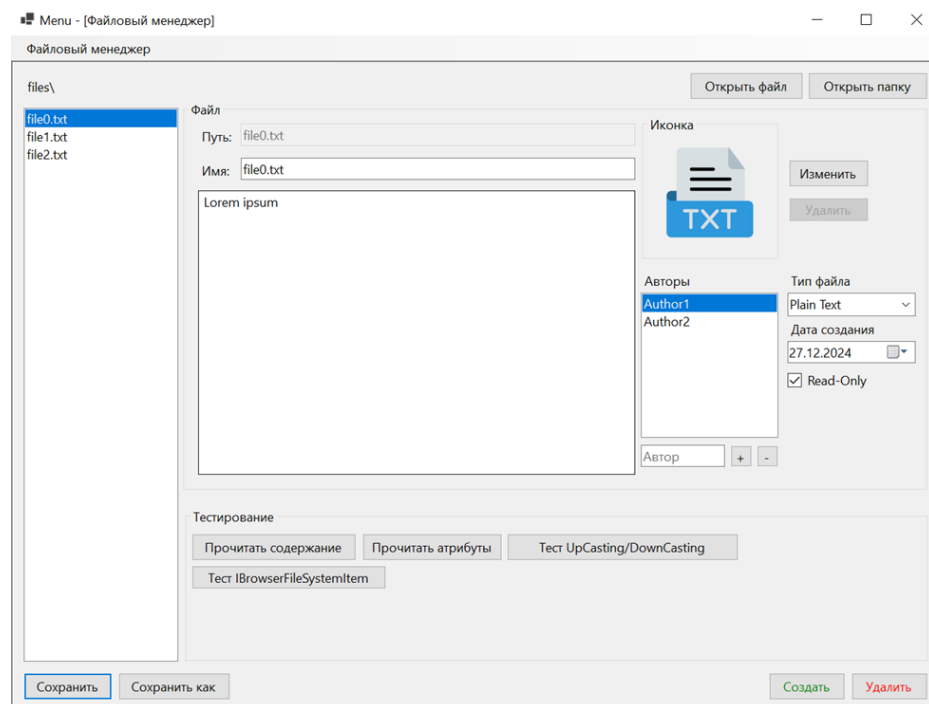 Menu - [Файловый менеджер]
Файловый менеджер
files\
Открыть файл
Открыть папку
file0.txt
file1.txt
file2.txt
Файл
Путь: file0.txt
Имя: file0.txt
Lorem ipsum
Иконка
TXT
Изменить
Удалить
Авторы
Author1
Author2
Автор
+
-
Тип файла
Plain Text
Дата создания
27.12.2024
Read-Only
Тестирование
Прочитать содержание
Прочитать атрибуты
Тест UpCasting/DownCasting
Тест IBrowserFileSystemItem
Сохранить
Сохранить как
Создать
Удалить